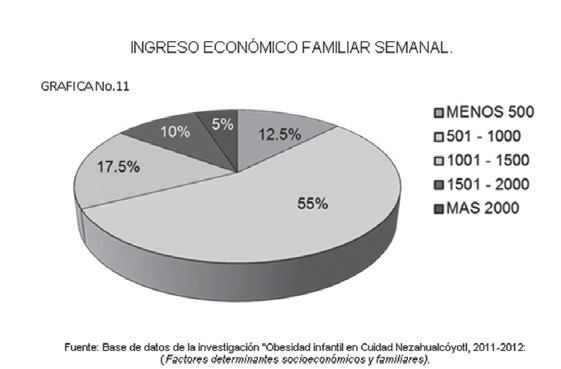 INGRESO ECONÓMICO FAMILIAR SEMANAL.
GRAFICA No.11
5%
10%
12.5%
17.5%
55%
MENOS 500
501 - 1000
1001 - 1500
1501 - 2000
MAS 2000
Fuente: Base de datos de la investigación "Obesidad infantil en Cuidad Nezahualcóyotl, 2011-2012:
(Factores determinantes socioeconómicos y familiares).